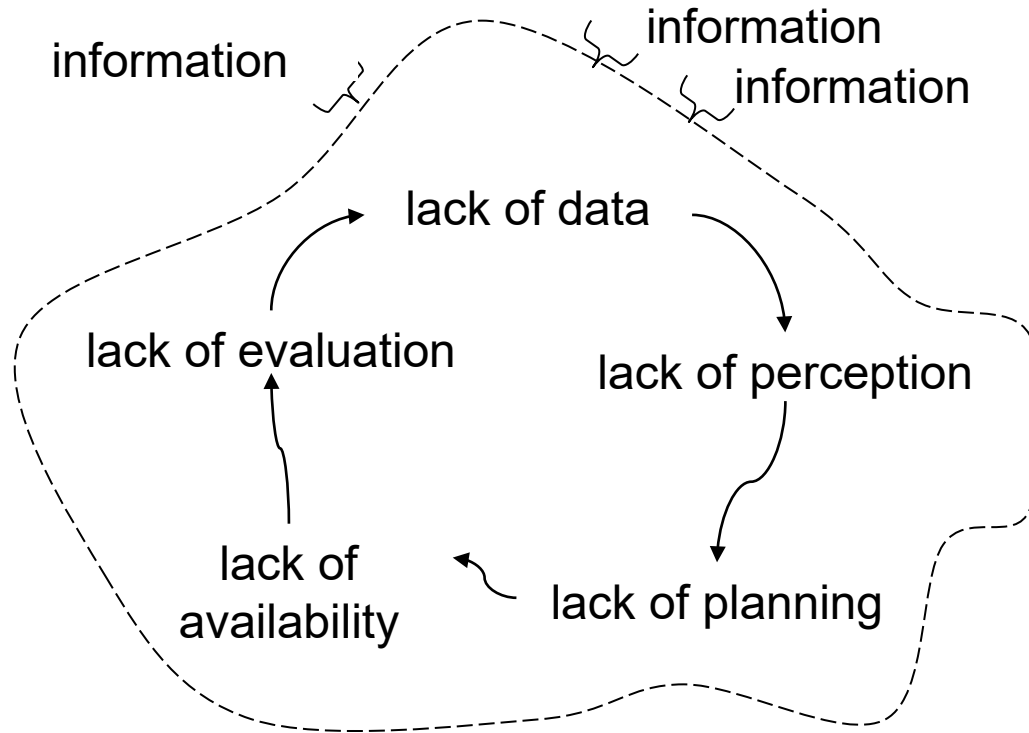 information
information
information
lack of data
lack of evaluation
lack of perception
lack of
availability
lack of planning